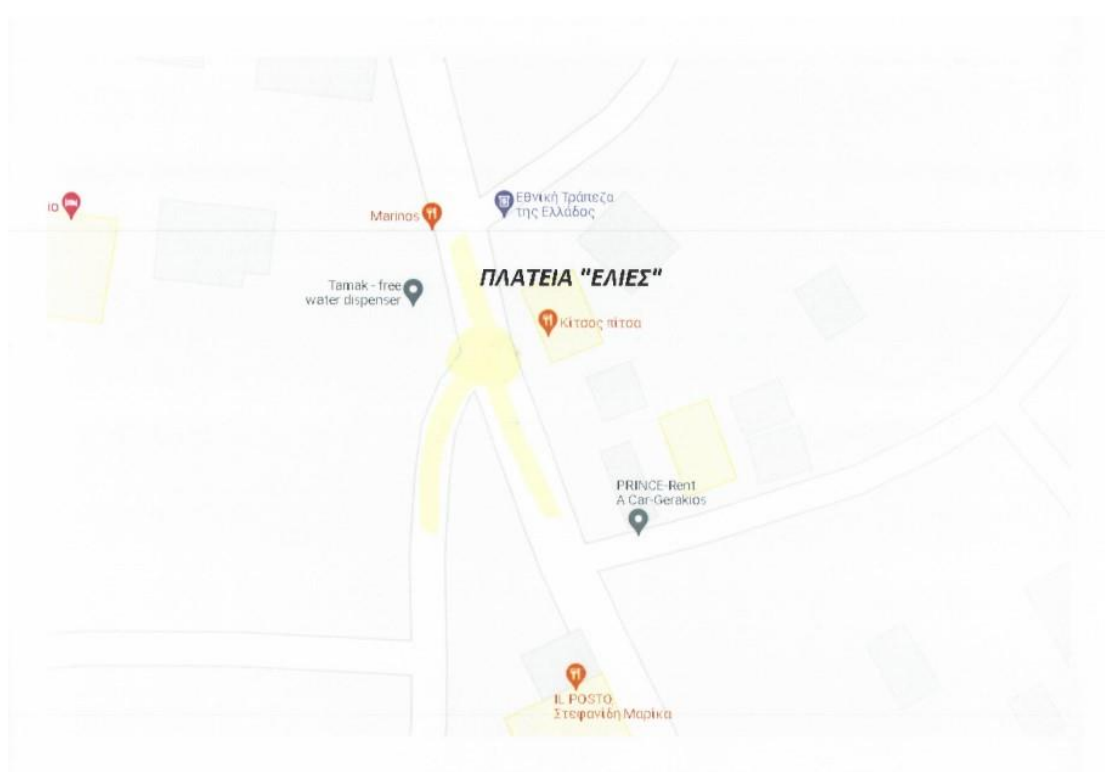 Εθνική Τράπεζα
της Ελλάδος
ιο
Marinos
ΠΛΑΤΕΙΑ "ΕΛΙΕΣ"
Tamak - free
water dispenser
Κίτσος πίτσα
PRINCE-Rent
A Car-Gerakios
IL POSTO
Στεφανίδη Μαρίκα